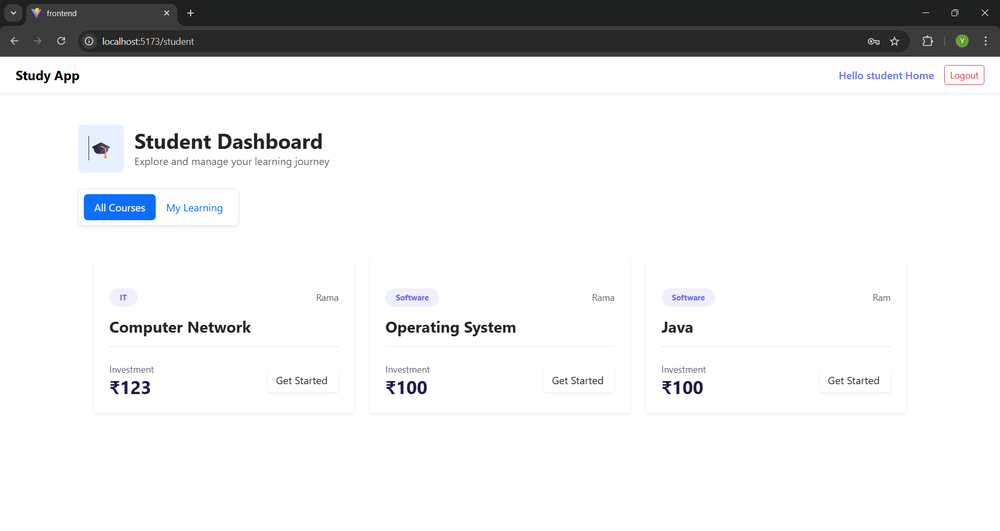 frontend
localhost:5173/student
Y
Study App
Hello student Home
Logout
Student Dashboard
Explore and manage your learning journey
All Courses
My Learning
IT
Rama
Computer Network
Investment
₹123
Get Started
Software
Rama
Operating System
Investment
₹100
Get Started
Software
Ram
Java
Investment
₹100
Get Started